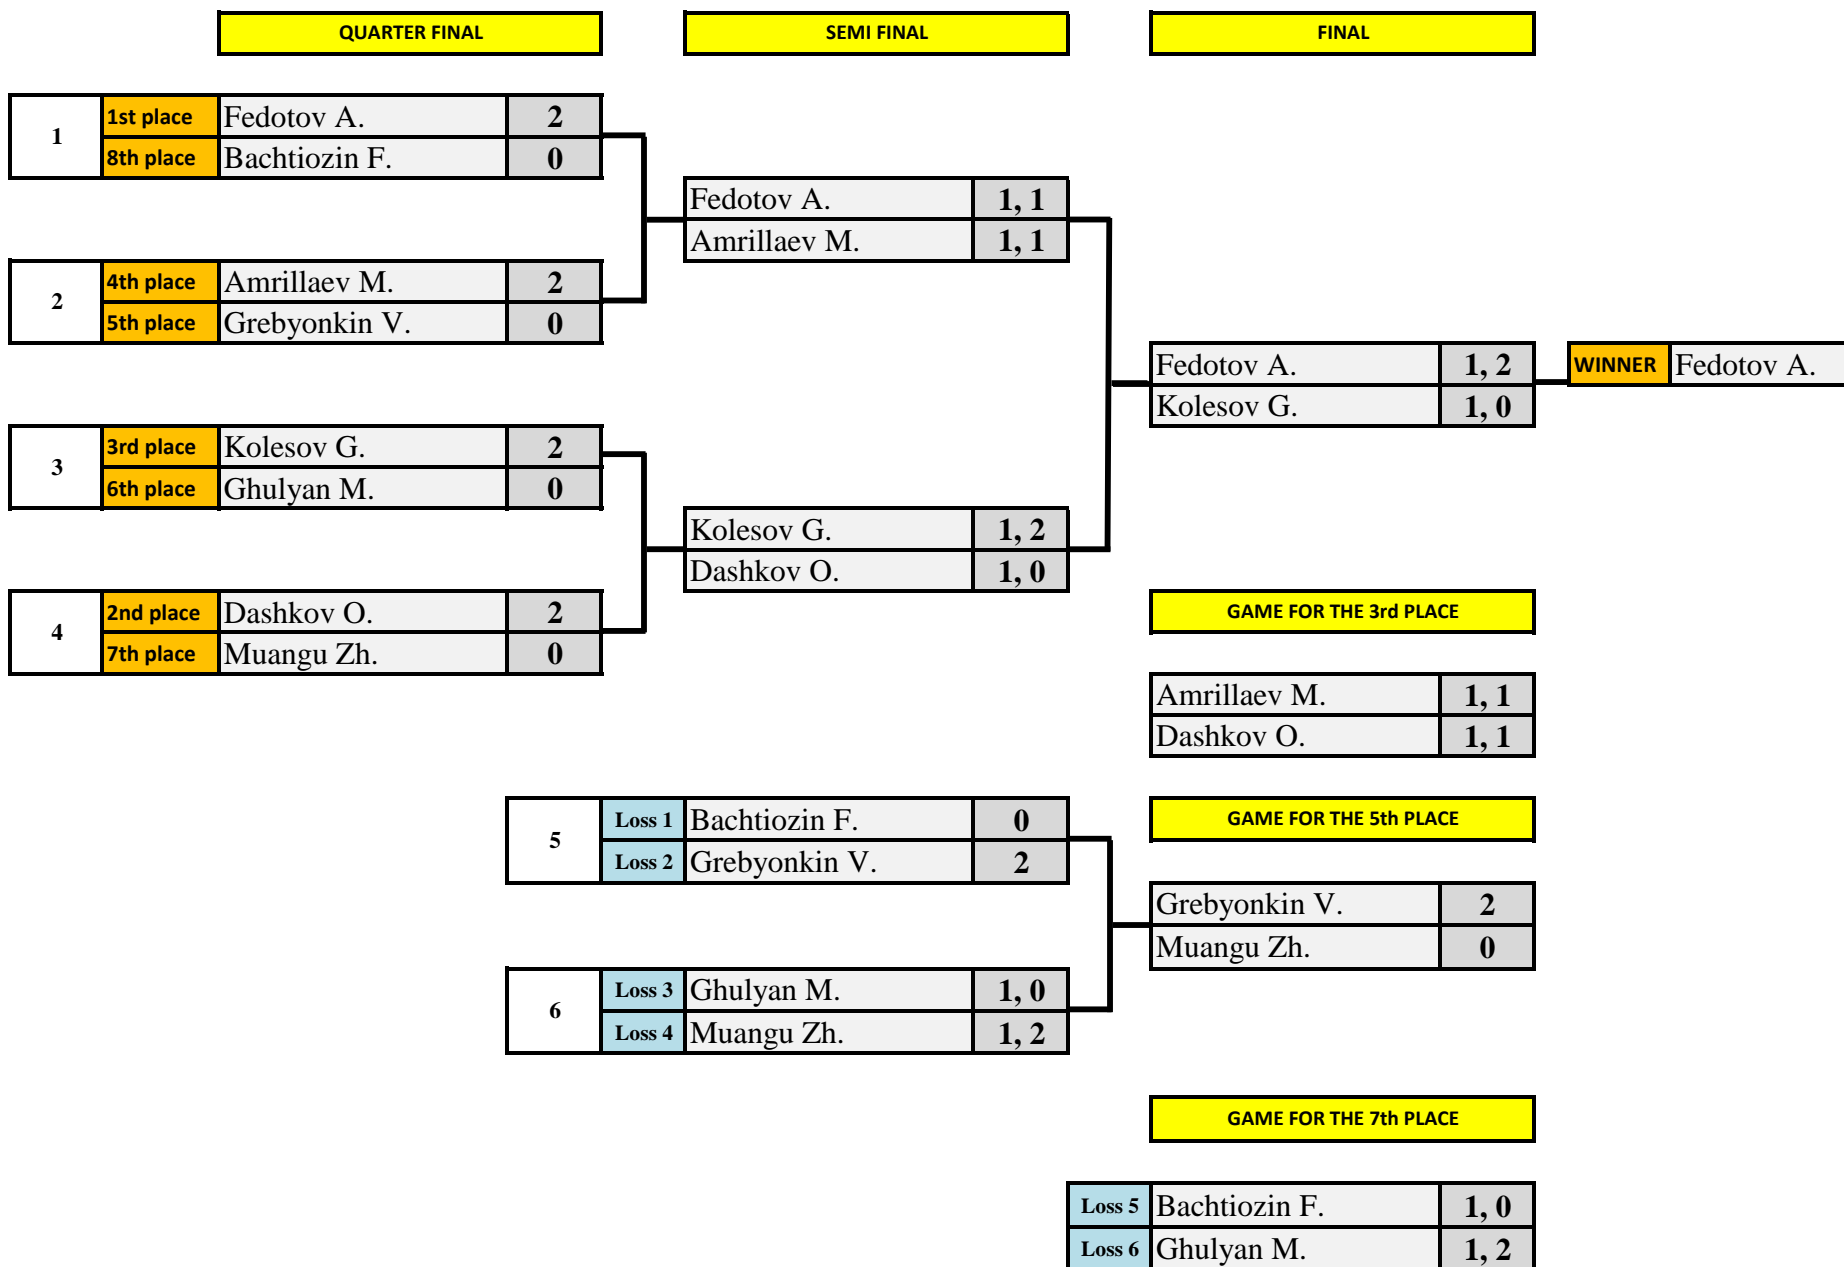 QUARTER FINAL SEMI FINAL FINAL
1 1st place Fedotov A. 2
8th place Bachtiozin F. 0
Fedotov A. 1, 1
Amrillaev M. 1, 1
2 4th place Amrillaev M. 2
5th place Grebyonkin V. 0
Fedotov A. 1, 2 WINNER Fedotov A.
Kolesov G. 1, 0
3 3rd place Kolesov G. 2
6th place Ghulyan M. 0
Kolesov G. 1, 2
Dashkov O. 1, 0
4 2nd place Dashkov O. 2
7th place Muangu Zh. 0
GAME FOR THE 3rd PLACE
Amrillaev M. 1, 1
Dashkov O. 1, 1
5 Loss 1 Bachtiozin F. 0
Loss 2 Grebyonkin V. 2
GAME FOR THE 5th PLACE
Grebyonkin V. 2
Muangu Zh. 0
6 Loss 3 Ghulyan M. 1, 0
Loss 4 Muangu Zh. 1, 2
GAME FOR THE 7th PLACE
Loss 5 Bachtiozin F. 1, 0
Loss 6 Ghulyan M. 1, 2